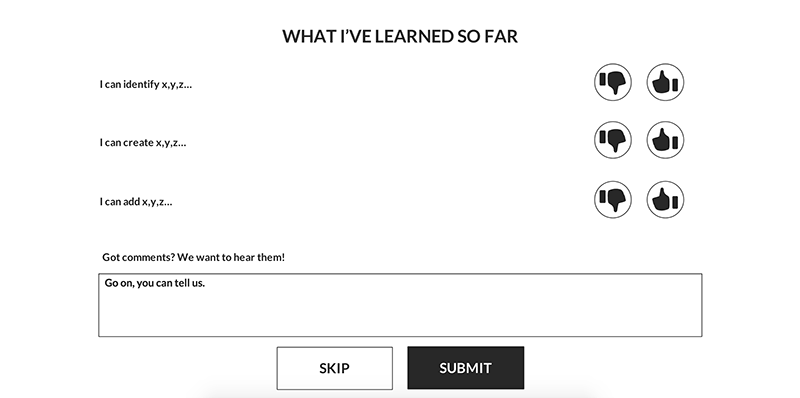 WHAT I'VE LEARNED SO FAR
I can identify x,y,z...
I can create x,y,z...
I can add x,y,z...
Got comments? We want to hear them!
Go on, you can tell us.
SKIP
SUBMIT